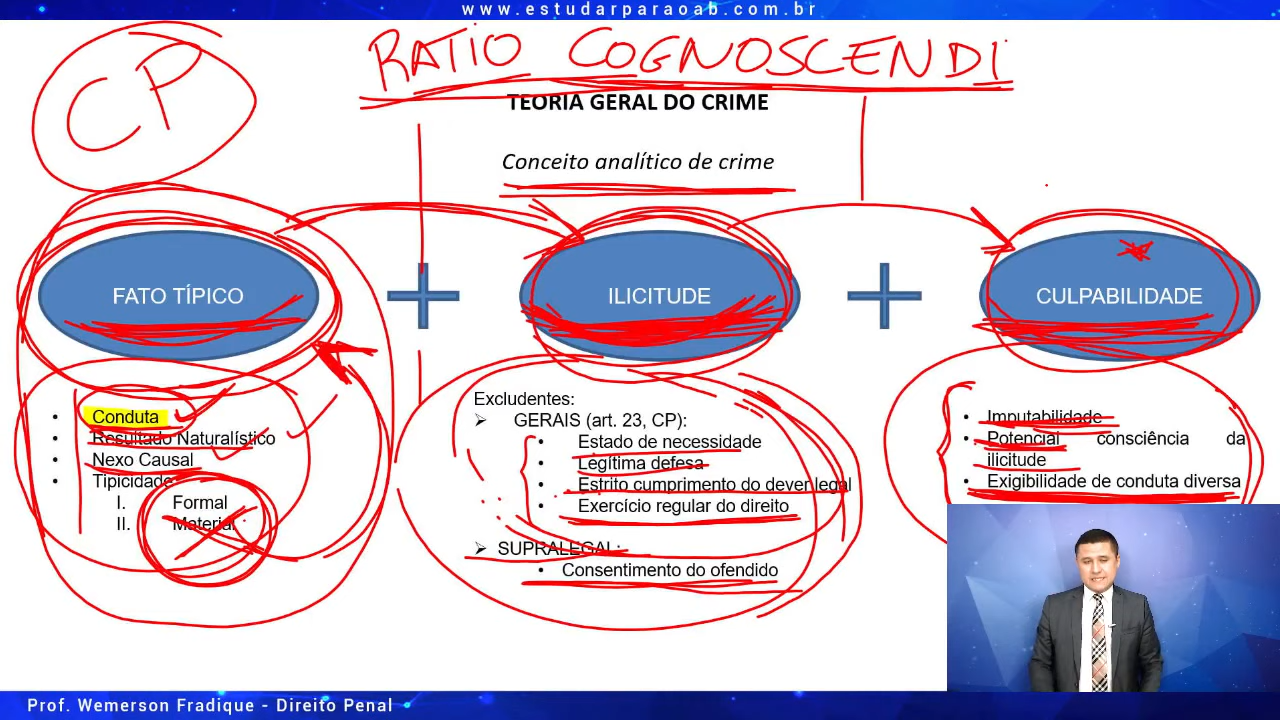 www.estudarparaoab.com.br
CP
RATIO COGNOSCENDI
TEORIA GERAL DO CRIME
Conceito analítico de crime
FATO TÍPICO
ILICITUDE
CULPABILIDADE
• Conduta
• Resultado Naturalístico
• Nexo Causal
• Tipicidade
I. Formal
II. Material
Excludentes:
➢ GERAIS (art. 23, CP):
• Estado de necessidade
• Legítima defesa
• Estrito cumprimento do dever legal
• Exercício regular do direito
➢ SUPRALEGAL:
• Consentimento do ofendido
• Imputabilidade
• Potencial consciência da
ilicitude
• Exigibilidade de conduta diversa
Prof. Wemerson Fradique - Direito Penal